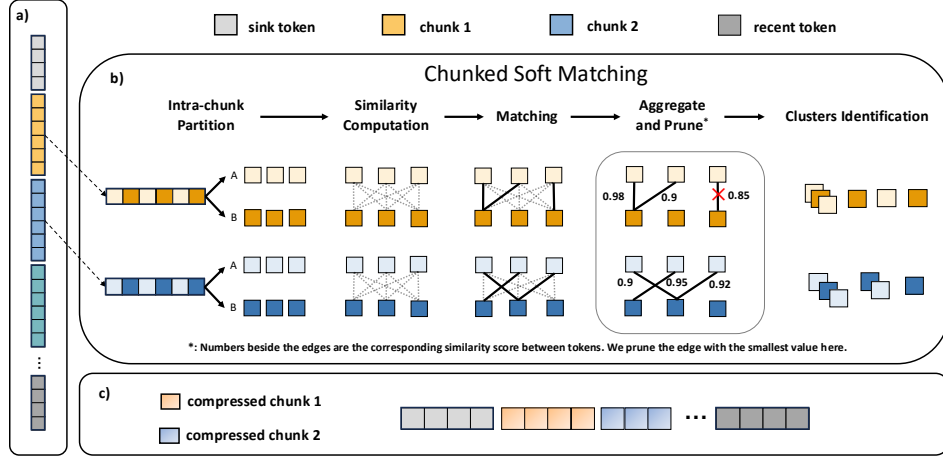 a)
sink token
chunk 1
chunk 2
recent token
b)
Chunked Soft Matching
Intra-chunk
Partition
Similarity
Computation
Matching
Aggregate
and Prune*
Clusters Identification
A
B
0.98
0.9
0.85
A
B
0.9
0.95
0.92
...
*: Numbers beside the edges are the corresponding similarity score between tokens. We prune the edge with the smallest value here.
c)
compressed chunk 1
compressed chunk 2
...